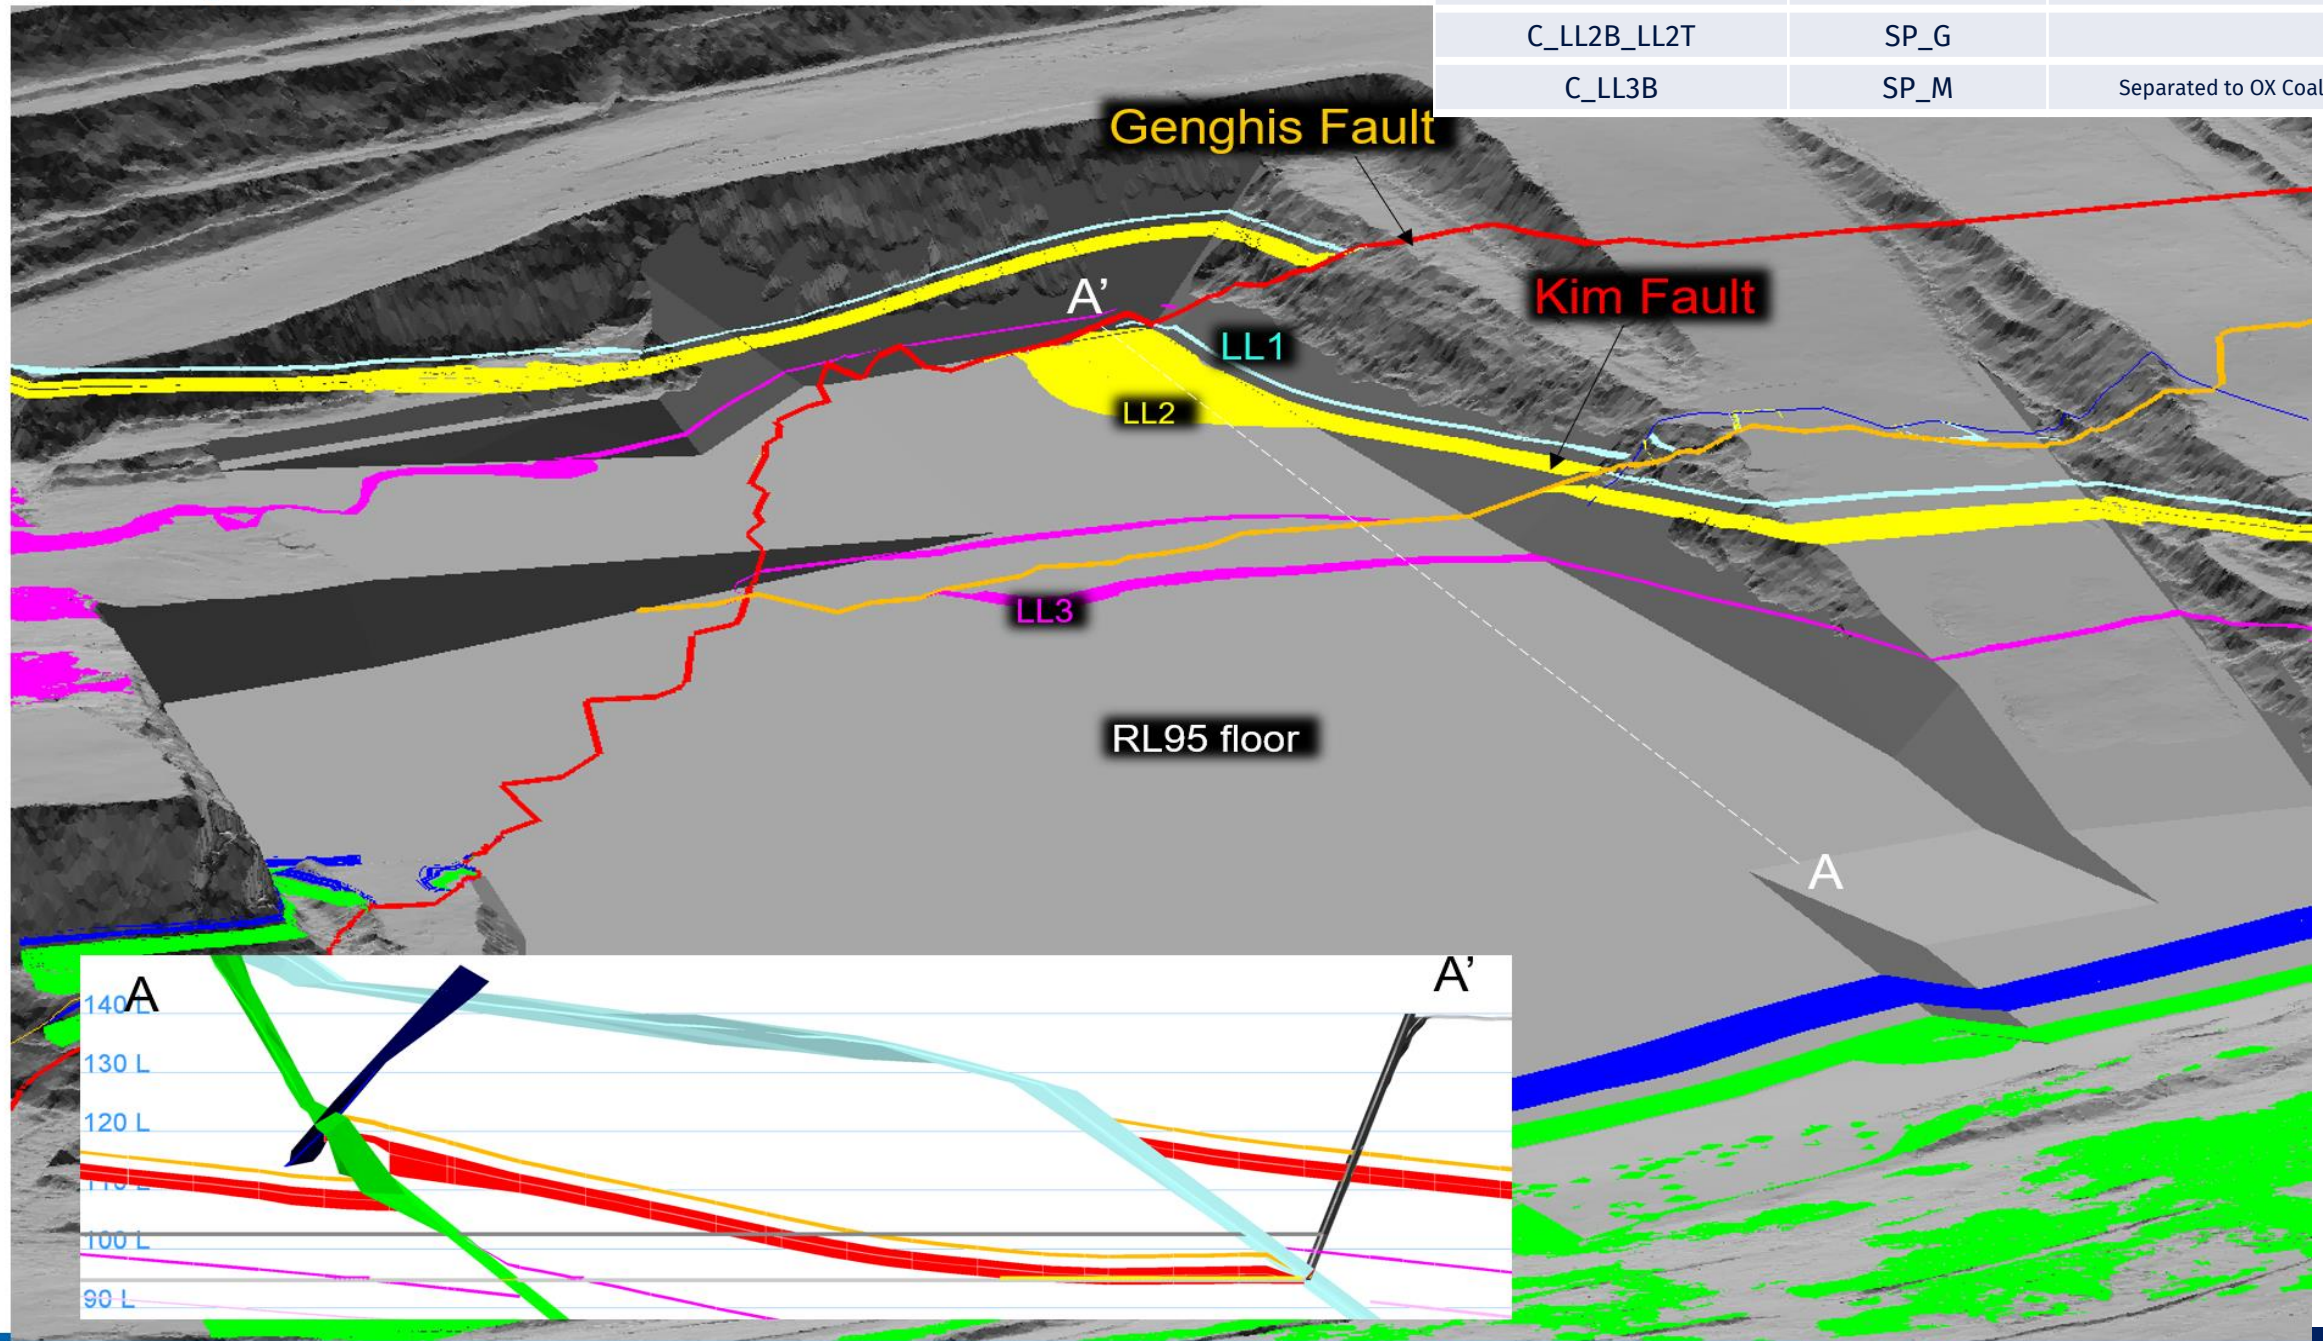 C_LL2B_LL2T SP_G
C_LL3B SP_M Separated to OX Coal
Genghis Fault
A’
Kim Fault
LL1
LL2
LL3
RL95 floor
A
A
A’
140 L
130 L
120 L
110 L
100 L
90 L